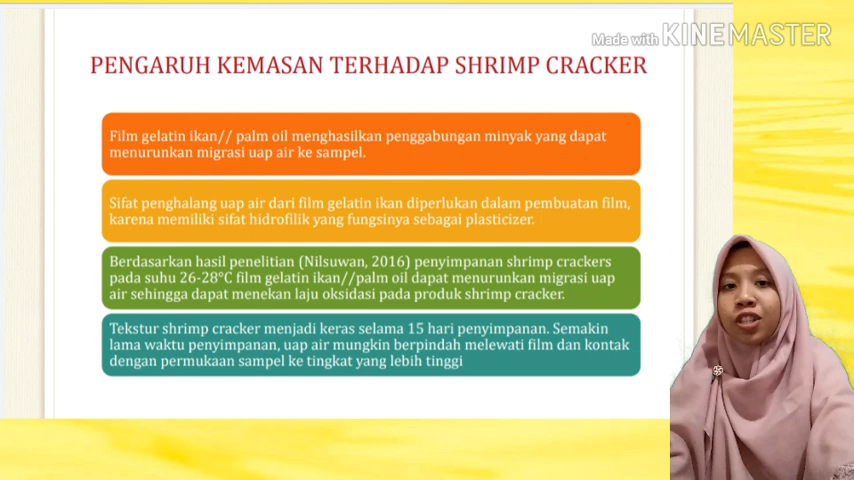 Made with KINEMASTER
PENGARUH KEMASAN TERHADAP SHRIMP CRACKER
Film gelatin ikan// palm oil menghasilkan penggabungan minyak yang dapat
menurunkan migrasi uap air ke sampel.
Sifat penghalang uap air dari film gelatin ikan diperlukan dalam pembuatan film,
karena memiliki sifat hidrofilik yang fungsinya sebagai plasticizer.
Berdasarkan hasil penelitian (Nilsuwan, 2016) penyimpanan shrimp crackers
pada suhu 26-28°C film gelatin ikan//palm oil dapat menurunkan migrasi uap
air sehingga dapat menekan laju oksidasi pada produk shrimp cracker.
Tekstur shrimp cracker menjadi keras selama 15 hari penyimpanan. Semakin
lama waktu penyimpanan, uap air mungkin berpindah melewati film dan kontak
dengan permukaan sampel ke tingkat yang lebih tinggi